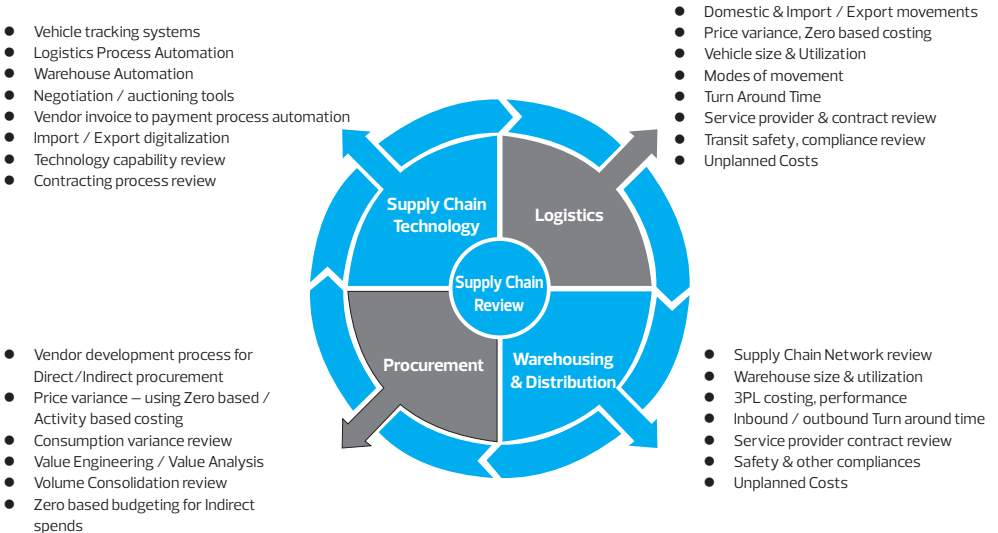 Vehicle tracking systems
Logistics Process Automation
Warehouse Automation
Negotiation / auctioning tools
Vendor invoice to payment process automation
Import / Export digitalization
Technology capability review
Contracting process review
Domestic & Import / Export movements
Price variance, Zero based costing
Vehicle size & Utilization
Modes of movement
Turn Around Time
Service provider & contract review
Transit safety, compliance review
Unplanned Costs
Supply Chain
Technology
Logistics
Supply Chain
Review
Procurement
Warehousing
& Distribution
Vendor development process for
Direct/Indirect procurement
Price variance – using Zero based /
Activity based costing
Consumption variance review
Value Engineering / Value Analysis
Volume Consolidation review
Zero based budgeting for Indirect
spends
Supply Chain Network review
Warehouse size & utilization
3PL costing, performance
Inbound / outbound Turn around time
Service provider contract review
Safety & other compliances
Unplanned Costs